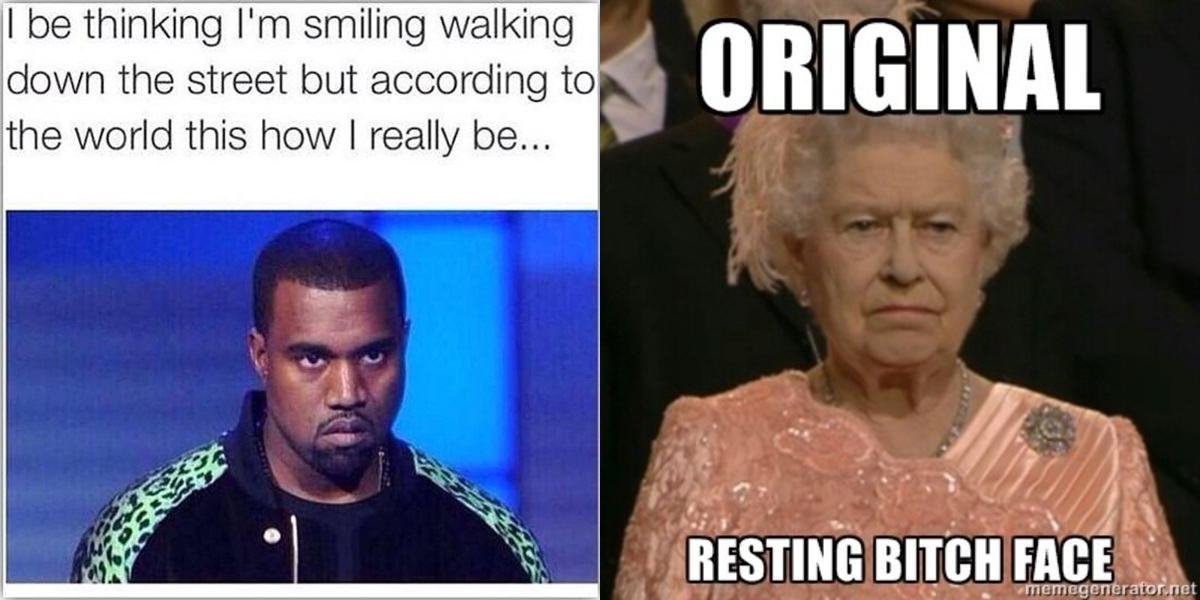 I be thinking I'm smiling walking
down the street but according to
the world this how I really be...
ORIGINAL
RESTING BITCH FACE
memegenerator.net